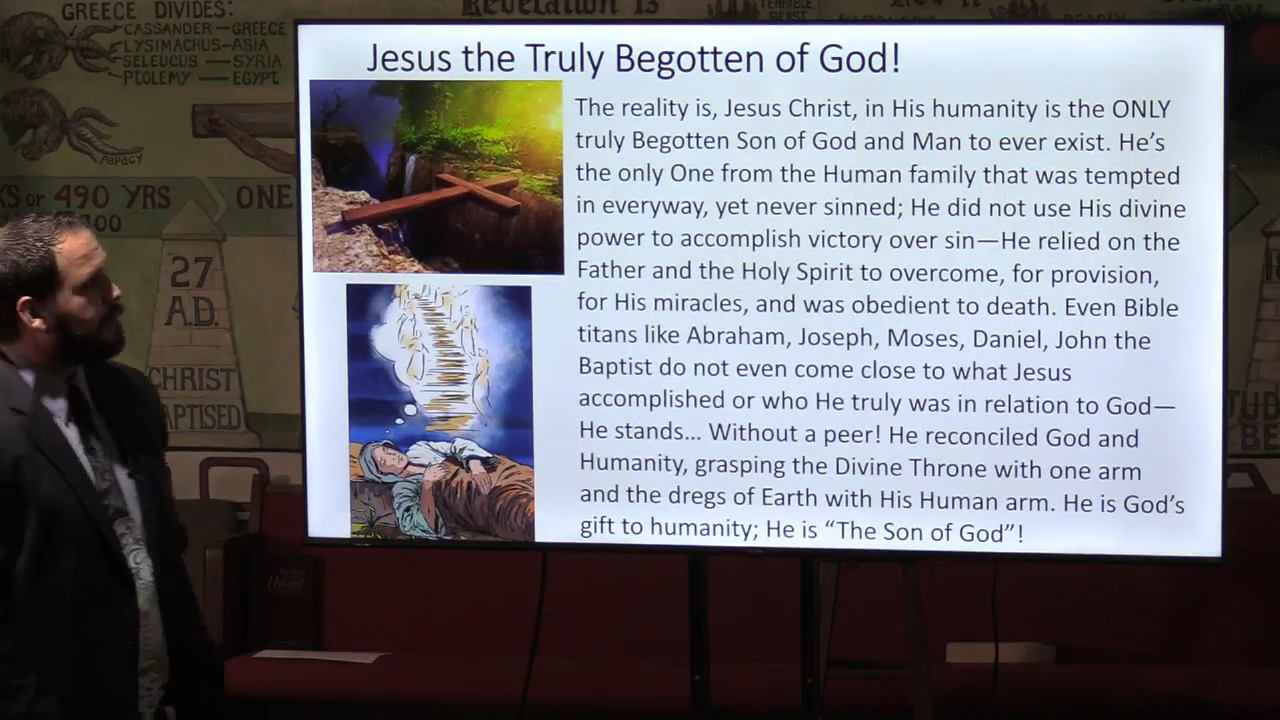 Revelation 13
TERRIBLE
BEAST
GREECE DIVIDES:
CASSANDER — GREECE
LYSIMACHUS — ASIA
SELEUCUS — SYRIA
PTOLEMY — EGYPT
PAPACY
or 490 YRS
ONE
27
A.D.
CHRIST
Jesus the Truly Begotten of God!
The reality is, Jesus Christ, in His humanity is the ONLY
truly Begotten Son of God and Man to ever exist. He’s
the only One from the Human family that was tempted
in everyway, yet never sinned; He did not use His divine
power to accomplish victory over sin—He relied on the
Father and the Holy Spirit to overcome, for provision,
for His miracles, and was obedient to death. Even Bible
titans like Abraham, Joseph, Moses, Daniel, John the
Baptist do not even come close to what Jesus
accomplished or who He truly was in relation to God—
He stands... Without a peer! He reconciled God and
Humanity, grasping the Divine Throne with one arm
and the dregs of Earth with His Human arm. He is God’s
gift to humanity; He is “The Son of God”!